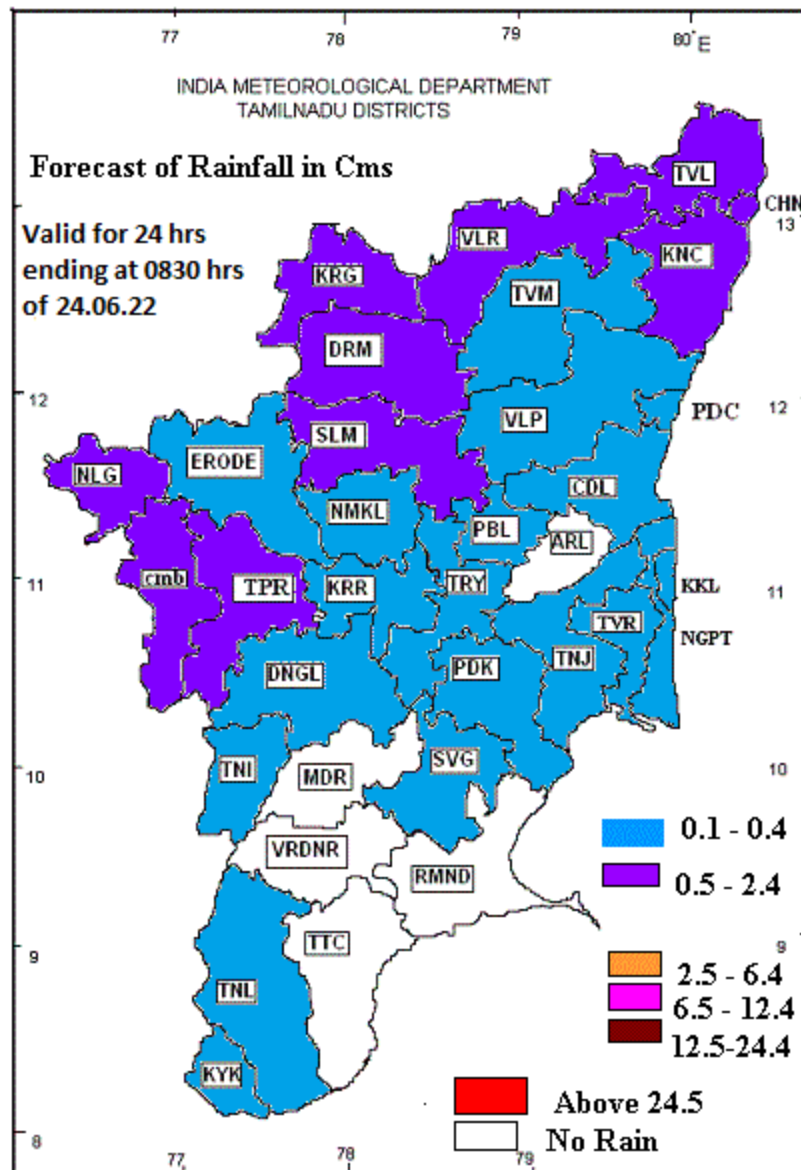 77 78 79 80°E
INDIA METEOROLOGICAL DEPARTMENT
TAMILNADU DISTRICTS
Forecast of Rainfall in Cms
Valid for 24 hrs
ending at 0830 hrs
of 24.06.22
TVL
CHN
13
VLR
KNC
KRG
TVM
DRM
12
12
PDC
VLP
SLM
ERODE
NLG
CDL
NMKL
PBL
ARL
11
cmb
TPR
KRR
TRY
KKL
11
TVR
NGPT
DNGL
PDK
TNJ
10
TNI
MDR
SVG
10
0.1 - 0.4
VRDNR
RMND
0.5 - 2.4
9
TTC
9
2.5 - 6.4
TNL
6.5 - 12.4
12.5-24.4
KYK
Above 24.5
8
No Rain
77 78 79